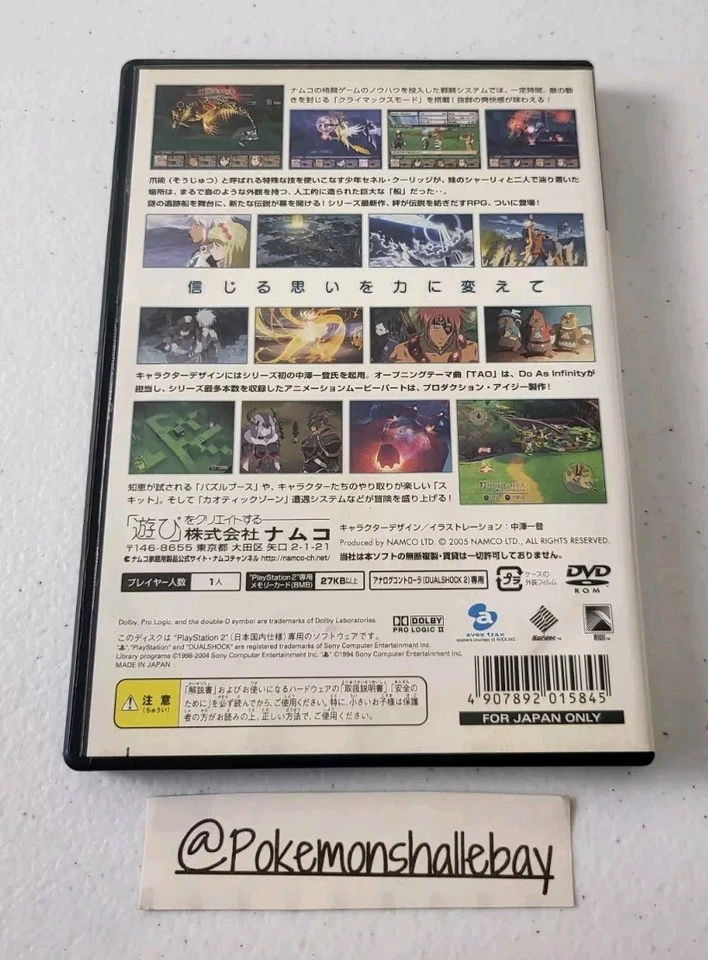 ナムコの格闘ゲームのノウハウを投入した戦闘システムでは、一定時間、敵の動
きを封じる「クライマックスモード」を搭載！抜群の爽快感が味わえる！
爪術（そうじゅつ）と呼ばれる特殊な技を使いこなす少年セネル・クーリッジが、妹のシャーリィと二人で辿り着いた
場所は、まるで島のような外観を持つ、人工的に造られた巨大な「船」だった・・。
謎の遺跡船を舞台に、新たな伝説が幕を開ける！シリーズ最新作、絆が伝説を紡ぎだすRPG、ついに登場！
信じる思いを力に変えて
キャラクターデザインにはシリーズ初の中澤一登氏を起用。オープニングテーマ曲「TAO」は、Do As Infinityが
担当し、シリーズ最多本数を収録したアニメーションムービーパートは、プロダクション・アイジー製作！
知恵が試される「パズルブース」や、キャラクターたちのやり取りが楽しい「ス
キット」。そして「カオティックゾーン」遭遇システムなどが冒険を盛り上げる！
「遊び」をクリエイトする
株式会社 ナムコ
〒146-8655 東京都 大田区 矢口 2-1-21
ナムコ家庭用製品公式サイト・ナムコチャンネル http://namco-ch.net/
キャラクターデザイン／イラストレーション：中澤一登
Produced by NAMCO LTD., © 2005 NAMCO LTD., ALL RIGHTS RESERVED.
当社は本ソフトの無断複製・賃貸は一切許可しておりません。
プレイヤー人数 1人 "PlayStation 2"専用メモリーカード(8MB) 27KB以上 アナログコントローラ(DUALSHOCK 2)専用
プラ ケースの外装フィルム
DVD
ROM
Dolby, Pro Logic, and the double-D symbol are trademarks of Dolby Laboratories.
DOLBY
PRO LOGIC II
avex trax
このディスクは "PlayStation 2"（日本国内仕様）専用のソフトウェアです。
"PlayStation" and "DUALSHOCK" are registered trademarks of Sony Computer Entertainment Inc.
Library programs ©1998-2004 Sony Computer Entertainment Inc. ©1994 Sony Computer Entertainment Inc.
MADE IN JAPAN
注意
(ちゅうい)
「解説書」およびお使いになるハードウェアの「取扱説明書」「安全の
ために」を必ず読んでから、ご使用ください。特に、小さいお子様は保護
者の方がお読みの上、正しい方法で、ご使用ください。
4 907892 015845
FOR JAPAN ONLY
@Pokemonshallebay